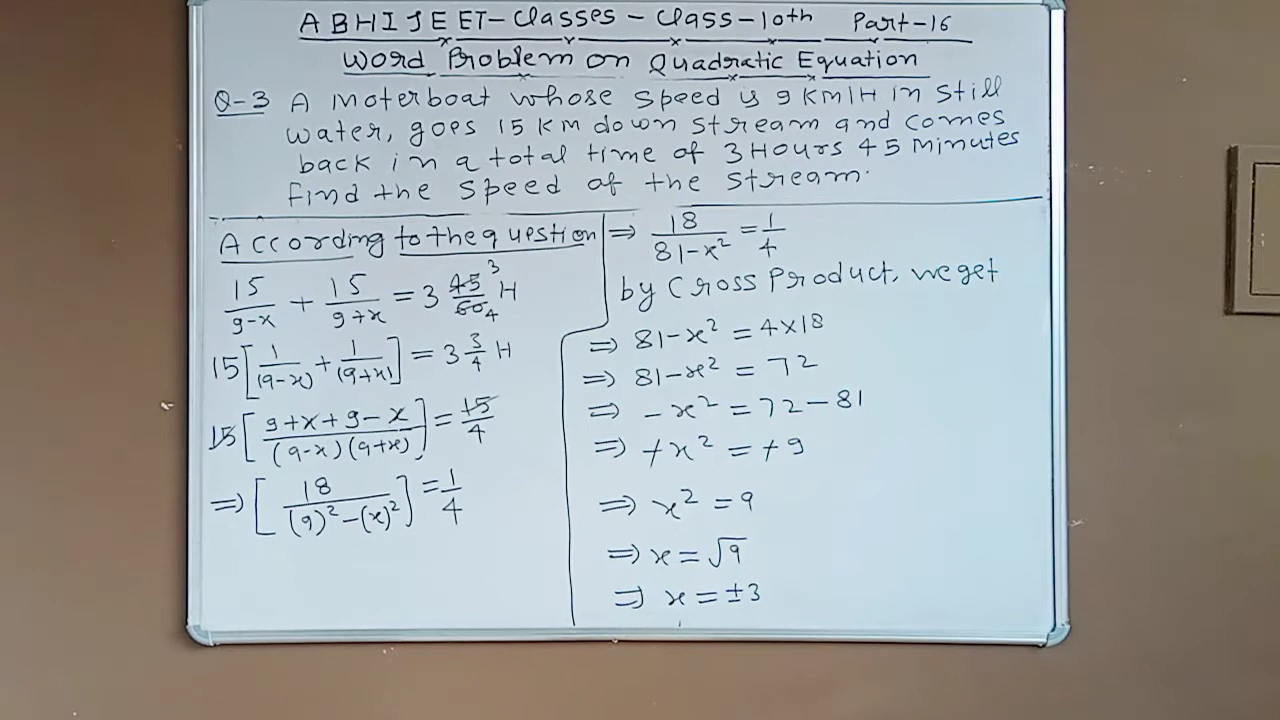 ABHIJEET-Classes-Class-10th Part-16
Word Problem on Quadratic Equation
Q-3 A moterboat whose speed is 9 KM/H in still
water, goes 15 KM down stream and comes
back in a total time of 3 Hours 45 Minutes
find the speed of the stream.
According to the question
15/(9-x) + 15/(9+x) = 3 45/60 3/4 H
15[1/(9-x) + 1/(9+x)] = 3 3/4 H
15[(9+x+9-x)/((9-x)(9+x))] = 15/4
⇒ [18/((9)²-(x)²)] = 1/4
⇒ 18/(81-x²) = 1/4
by Cross Product, we get
⇒ 81-x² = 4×18
⇒ 81-x² = 72
⇒ -x² = 72-81
⇒ +x² = +9
⇒ x² = 9
⇒ x = √9
⇒ x = ±3